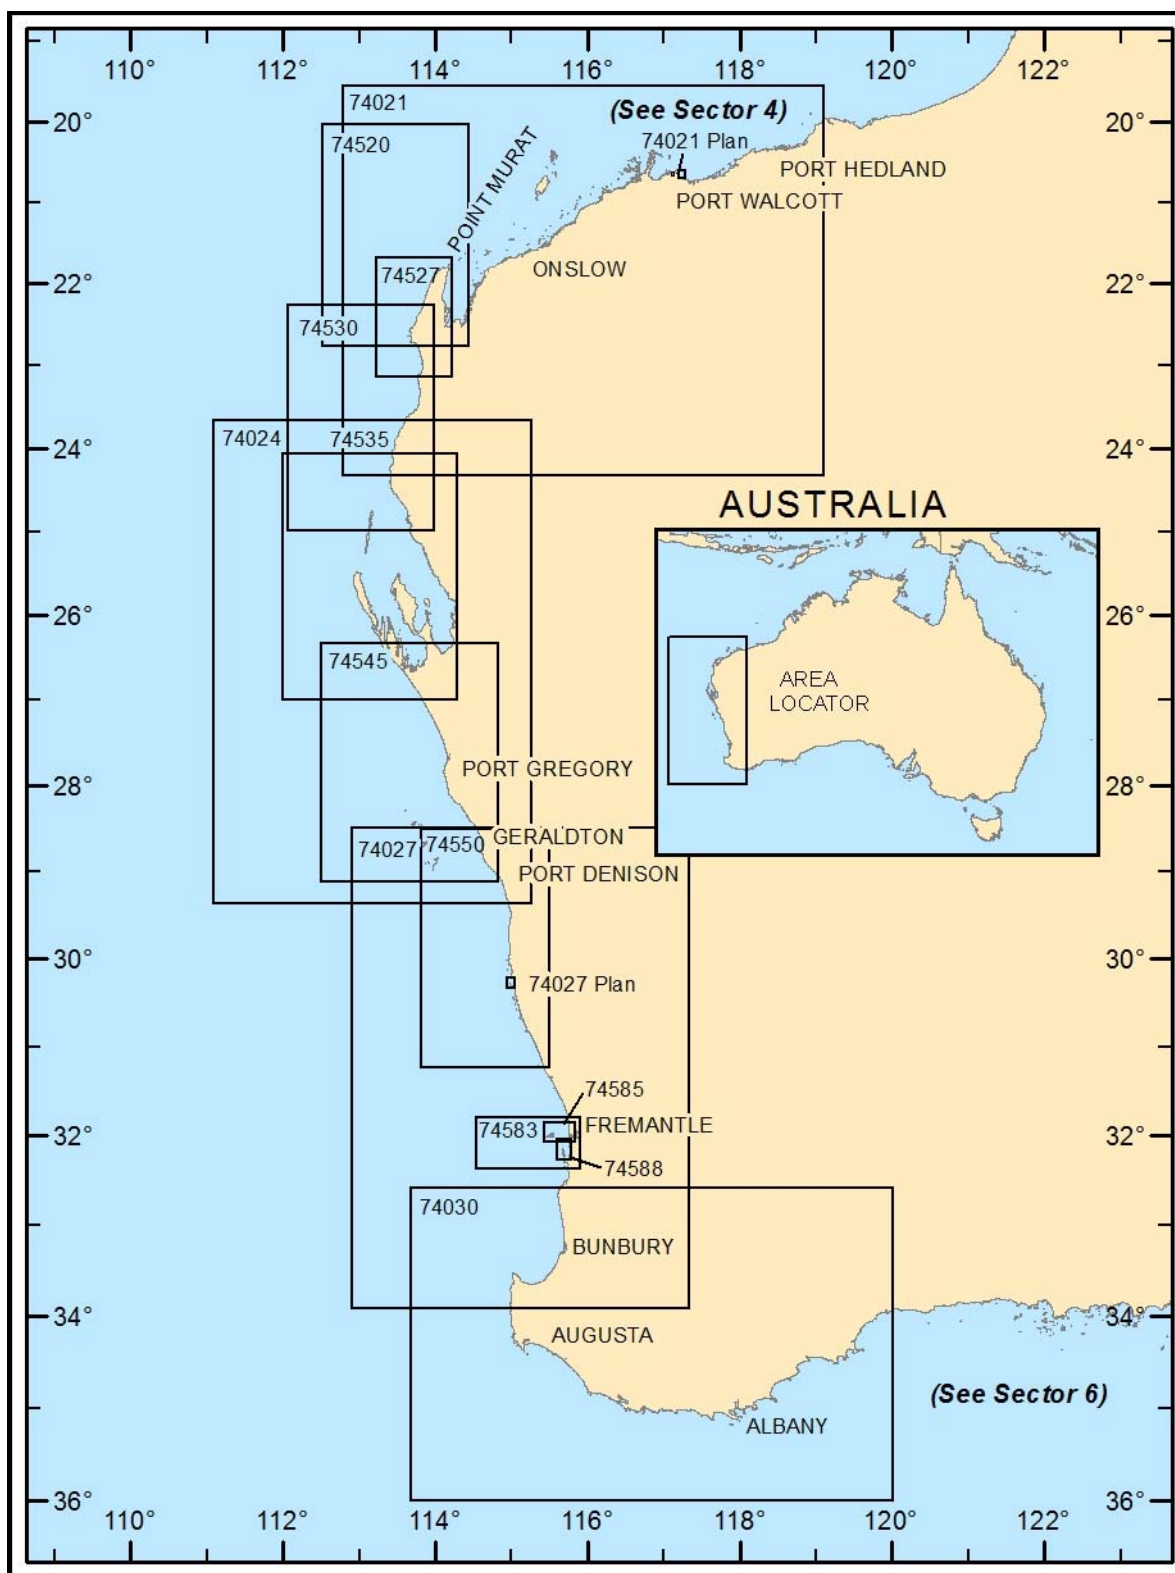 110°
112°
114°
116°
118°
120°
122°
74021
(See Sector 4)
20°
20°
74520
74021 Plan
POINT MURAT
PORT HEDLAND
PORT WALCOTT
74527
ONSLOW
22°
22°
74530
74024
74535
24°
24°
AUSTRALIA
26°
26°
74545
AREA
LOCATOR
PORT GREGORY
28°
28°
74027
74550
GERALDTON
PORT DENISON
30°
74027 Plan
30°
74585
74583
FREMANTLE
32°
32°
74588
74030
BUNBURY
34°
34°
AUGUSTA
(See Sector 6)
ALBANY
36°
36°
110°
112°
114°
116°
118°
120°
122°